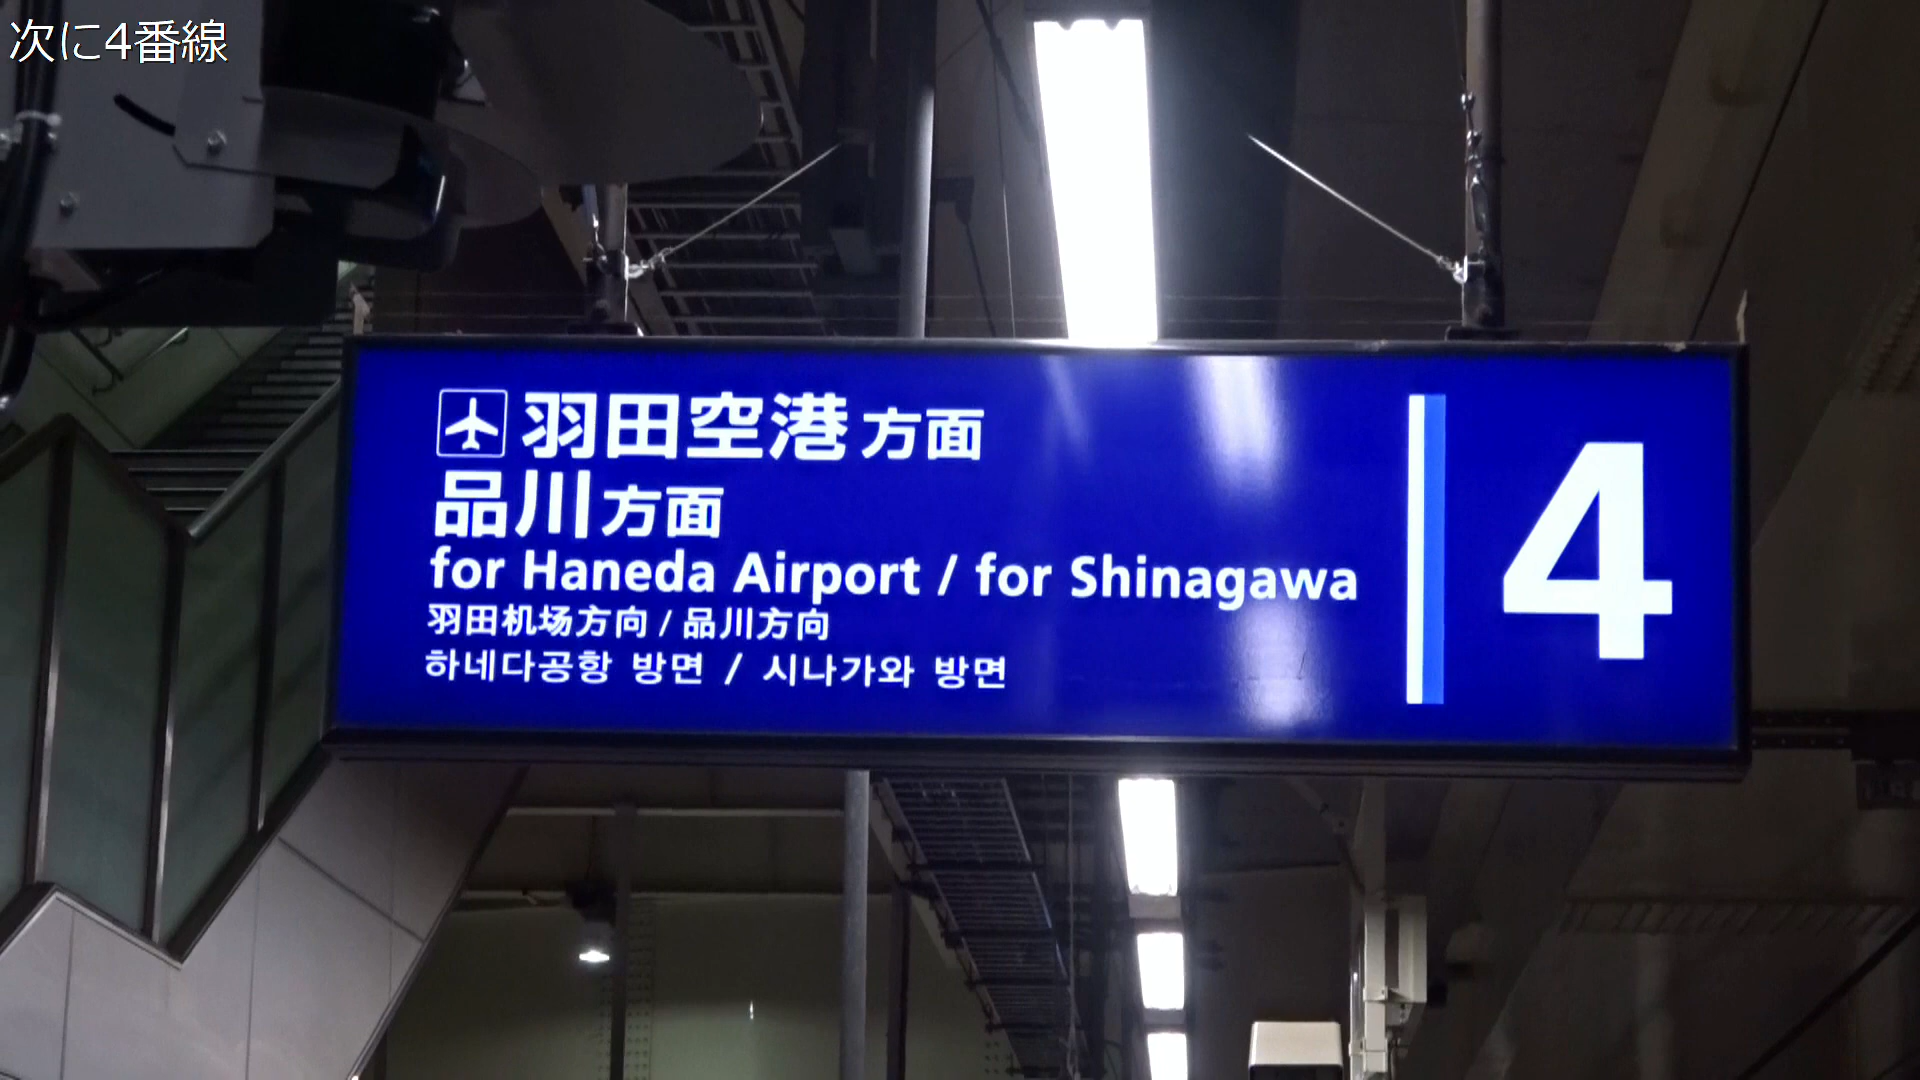 次に4番線
羽田空港方面
品川方面
for Haneda Airport / for Shinagawa
羽田机场方向 / 品川方向
하네다공항 방면 / 시나가와 방면
4